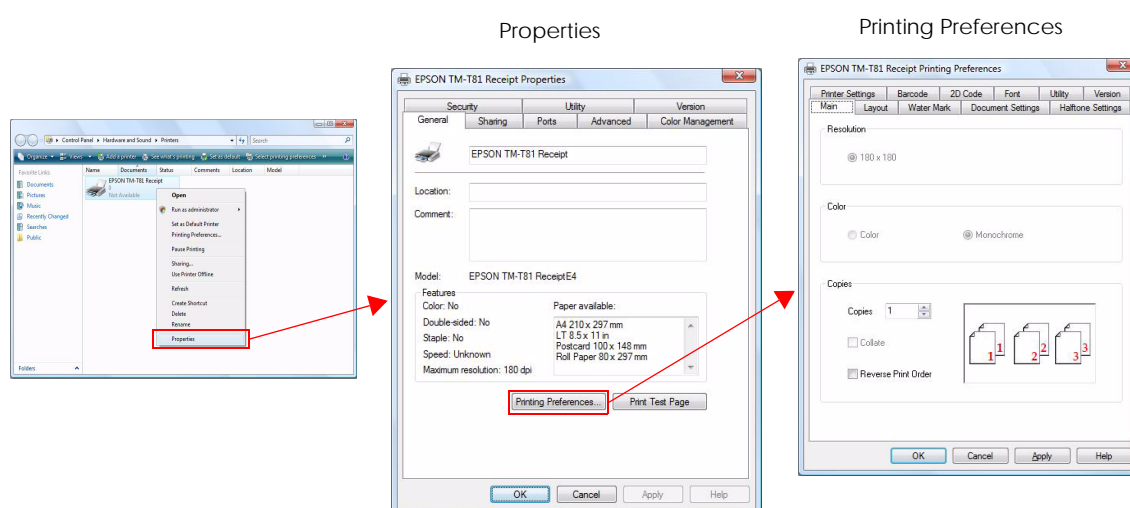 Properties
Printing Preferences
Control Panel ▸ Hardware and Sound ▸ Printers
Search
Organize
Views
Add a printer
See what's printing
Set as default
Select printing preferences
Favorite Links
Documents
Pictures
Music
Recently Changed
Searches
Public
Folders
Name Documents Status Comments Location Model
EPSON TM-T81 Receipt
0
Not Available
Open
Run as administrator
Set as Default Printer
Printing Preferences...
Pause Printing
Sharing...
Use Printer Offline
Refresh
Create Shortcut
Delete
Rename
Properties
EPSON TM-T81 Receipt Properties
Security Utility Version
General Sharing Ports Advanced Color Management
EPSON TM-T81 Receipt
Location:
Comment:
Model: EPSON TM-T81 ReceiptE4
Features
Color: No
Double-sided: No
Staple: No
Speed: Unknown
Maximum resolution: 180 dpi
Paper available:
A4 210 x 297 mm
LT 8.5 x 11 in
Postcard 100 x 148 mm
Roll Paper 80 x 297 mm
Printing Preferences... Print Test Page
OK Cancel Apply Help
EPSON TM-T81 Receipt Printing Preferences
Printer Settings Barcode 2D Code Font Utility Version
Main Layout Water Mark Document Settings Halftone Settings
Resolution
180 x 180
Color
Color Monochrome
Copies
Copies 1
Collate
Reverse Print Order
1 1 2 2 3 3
OK Cancel Apply Help